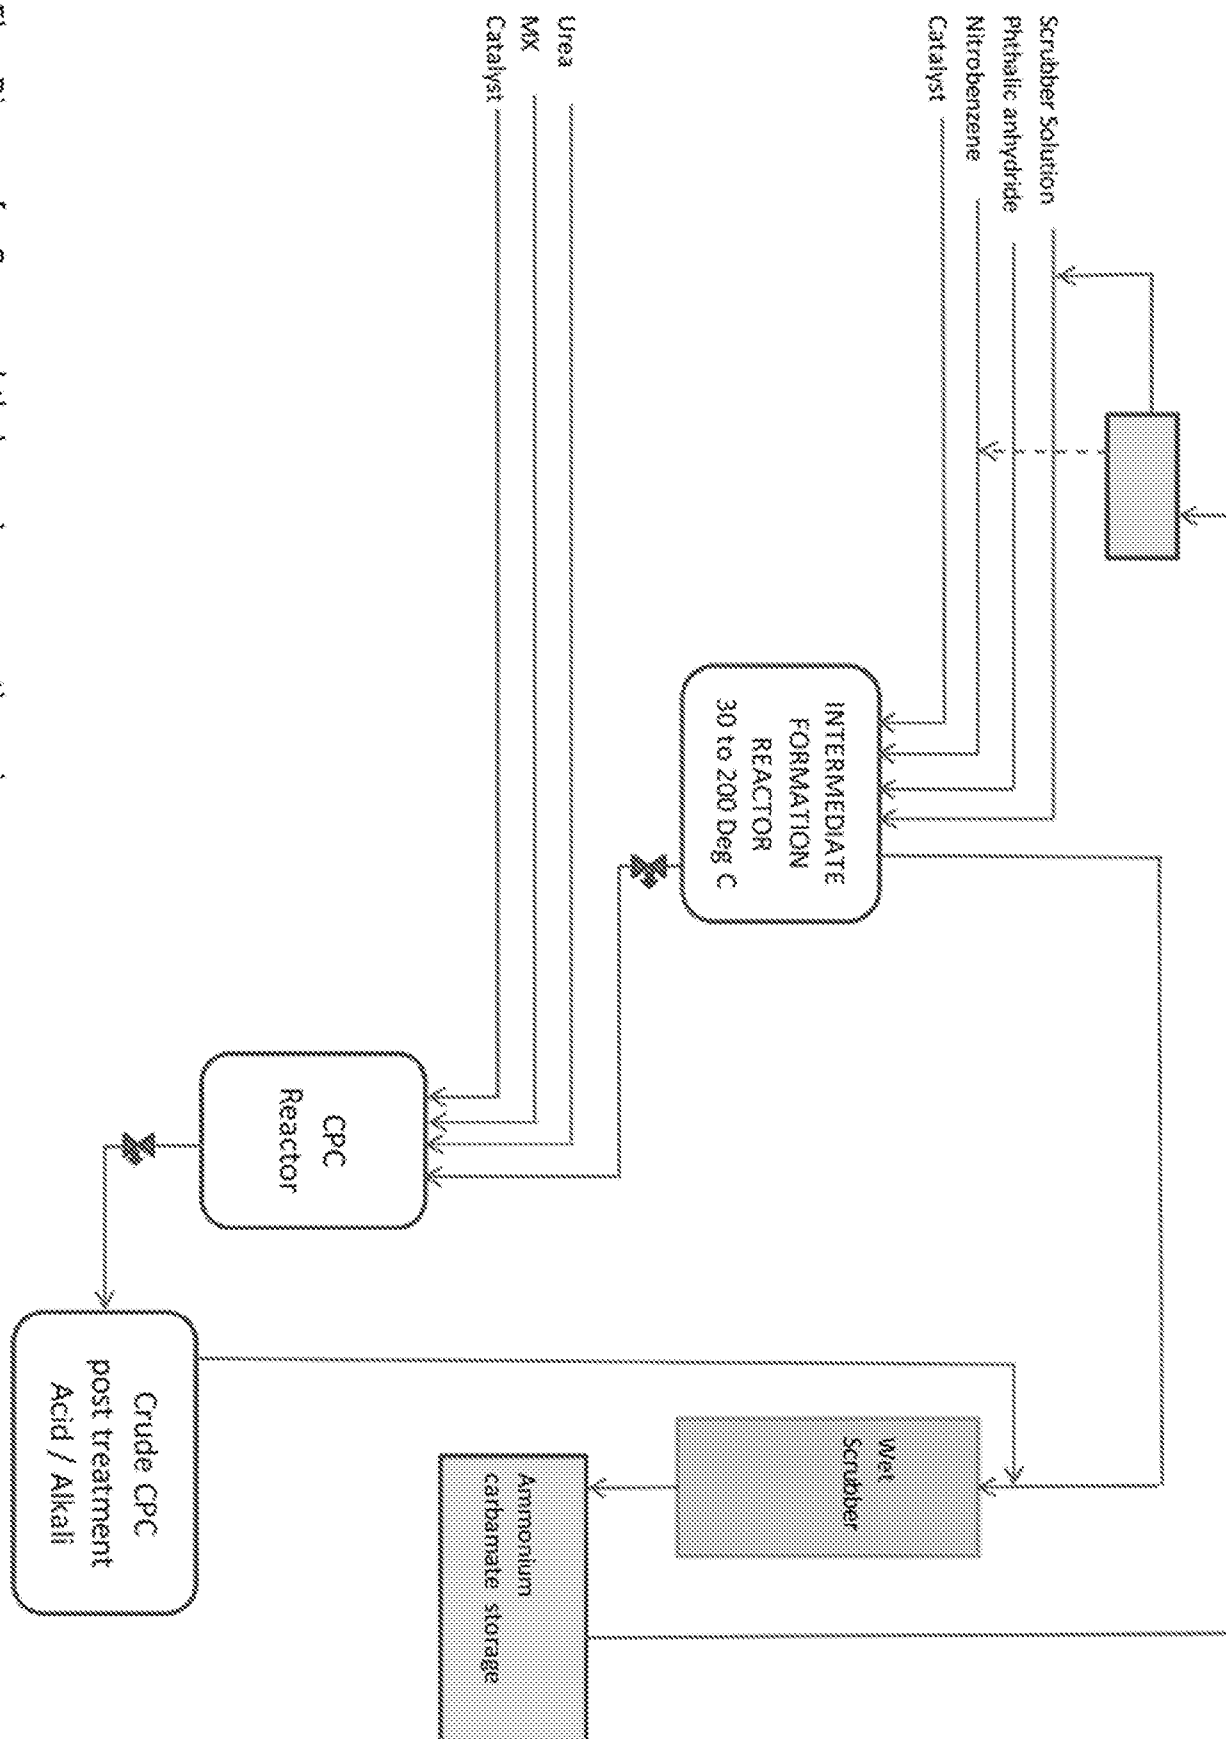 Scrubber Solution
Phthalic anhydride
Nitrobenzene
Catalyst
INTERMEDIATE
FORMATION
REACTOR
30 to 200 Deg C
Urea
MX
Catalyst
CPC
Reactor
Wet
Scrubber
Ammonium
carbamate storage
Crude CPC
post treatment
Acid / Alkali